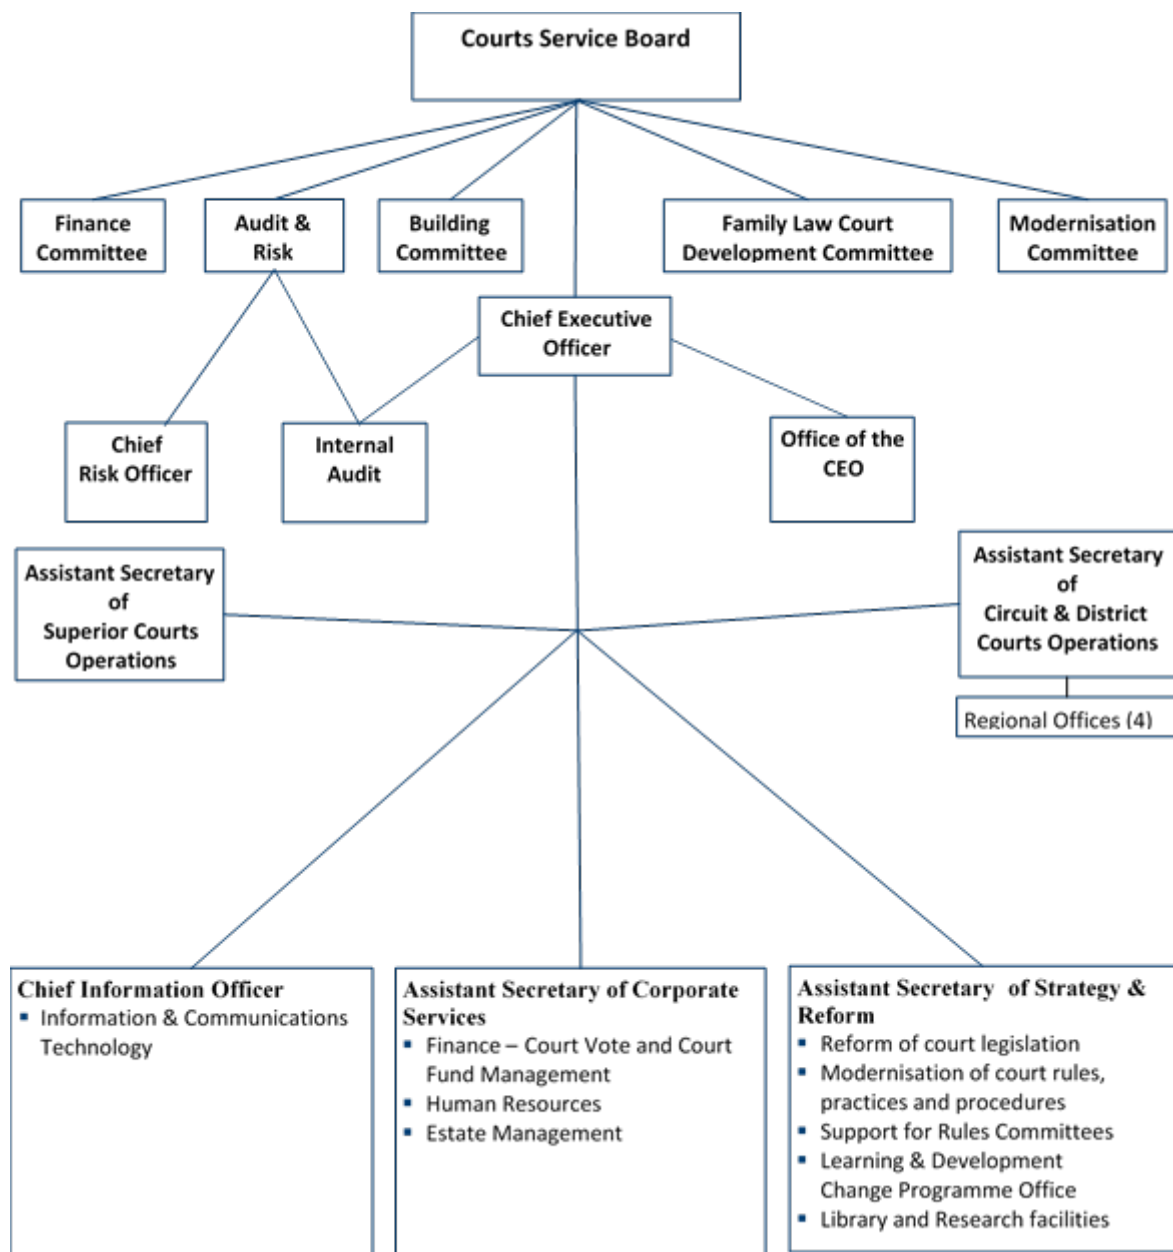 Courts Service Board
Finance
Committee
Audit &
Risk
Building
Committee
Family Law Court
Development Committee
Modernisation
Committee
Chief Executive
Officer
Chief
Risk Officer
Internal
Audit
Office of the
CEO
Assistant Secretary
of
Superior Courts
Operations
Assistant Secretary
of
Circuit & District
Courts Operations
Regional Offices (4)
Chief Information Officer
▪ Information & Communications
Technology
Assistant Secretary of Corporate
Services
▪ Finance – Court Vote and Court
Fund Management
▪ Human Resources
▪ Estate Management
Assistant Secretary of Strategy &
Reform
▪ Reform of court legislation
▪ Modernisation of court rules,
practices and procedures
▪ Support for Rules Committees
▪ Learning & Development
Change Programme Office
▪ Library and Research facilities